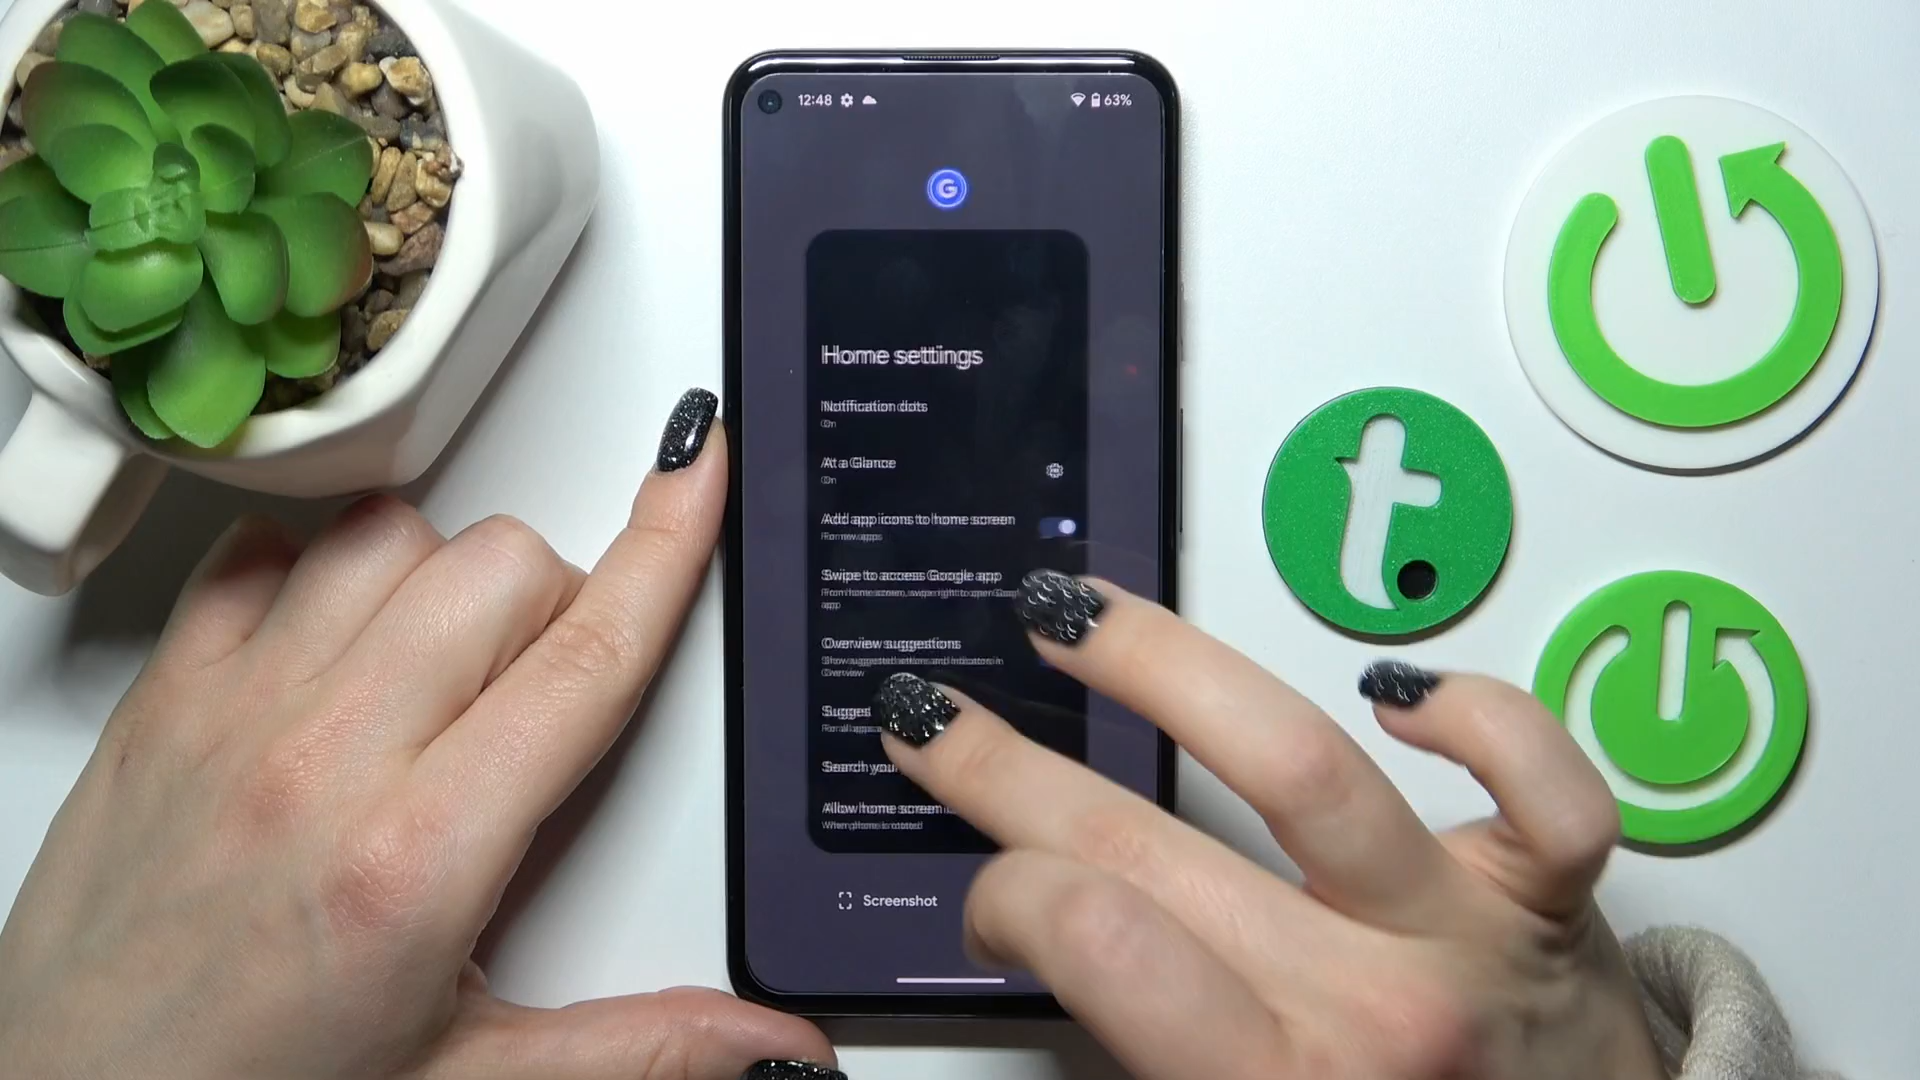 12:48
63%
G
Home settings
Notification dots
On
At a Glance
On
Add app icons to home screen
For new apps
Swipe to access Google app
From home screen, swipe right to open Google
app
Overview suggestions
Show suggested actions and indicators in
Overview
Suggest
For all apps
Search your
Allow home screen
When phone is rotated
Screenshot
t